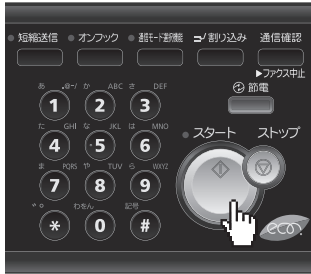 短縮送信 オンフック 通信モード割機能 割り込み 通信確認
▶ファクス中止
節電
あ .@-/ か ABC さ DEF
1 2 3
た GHI な JKL は MNO
4 5 6
スタート ストップ
ま PQRS や TUV ら WXYZ
7 8 9
゛゜ わをん 記号
* 0 #
eco